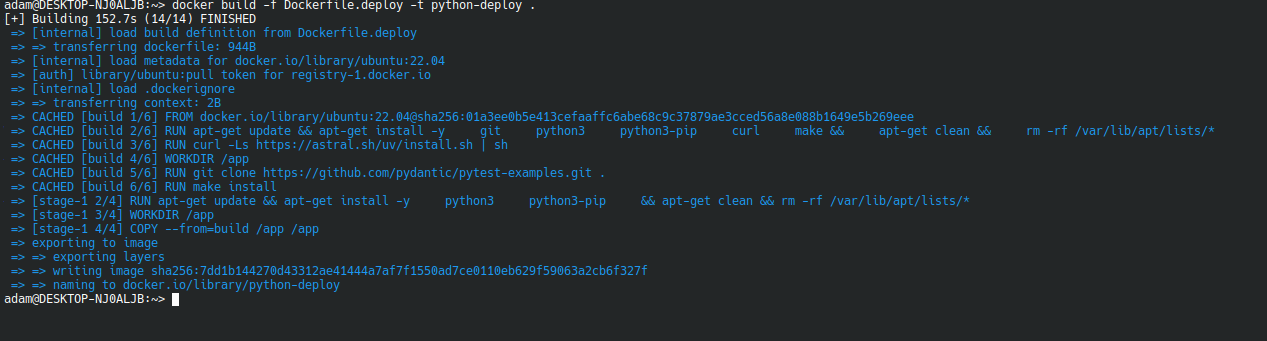 adam@DESKTOP-NJ0ALJB:~> docker build -f Dockerfile.deploy -t python-deploy .
[+] Building 152.7s (14/14) FINISHED
=> [internal] load build definition from Dockerfile.deploy
=> => transferring dockerfile: 944B
=> [internal] load metadata for docker.io/library/ubuntu:22.04
=> [auth] library/ubuntu:pull token for registry-1.docker.io
=> [internal] load .dockerignore
=> => transferring context: 2B
=> CACHED [build 1/6] FROM docker.io/library/ubuntu:22.04@sha256:01a3ee0b5e413cefaaffc6abe68c9c37879ae3cced56a8e088b1649e5b269eee
=> CACHED [build 2/6] RUN apt-get update && apt-get install -y     git     python3     python3-pip     curl     make &&     apt-get clean &&     rm -rf /var/lib/apt/lists/*
=> CACHED [build 3/6] RUN curl -Ls https://astral.sh/uv/install.sh | sh
=> CACHED [build 4/6] WORKDIR /app
=> CACHED [build 5/6] RUN git clone https://github.com/pydantic/pytest-examples.git .
=> CACHED [build 6/6] RUN make install
=> [stage-1 2/4] RUN apt-get update && apt-get install -y     python3     python3-pip     && apt-get clean && rm -rf /var/lib/apt/lists/*
=> [stage-1 3/4] WORKDIR /app
=> [stage-1 4/4] COPY --from=build /app /app
=> exporting to image
=> => exporting layers
=> => writing image sha256:7dd1b144270d43312ae41444a7af7f1550ad7ce0110eb629f59063a2cb6f327f
=> => naming to docker.io/library/python-deploy
adam@DESKTOP-NJ0ALJB:~>